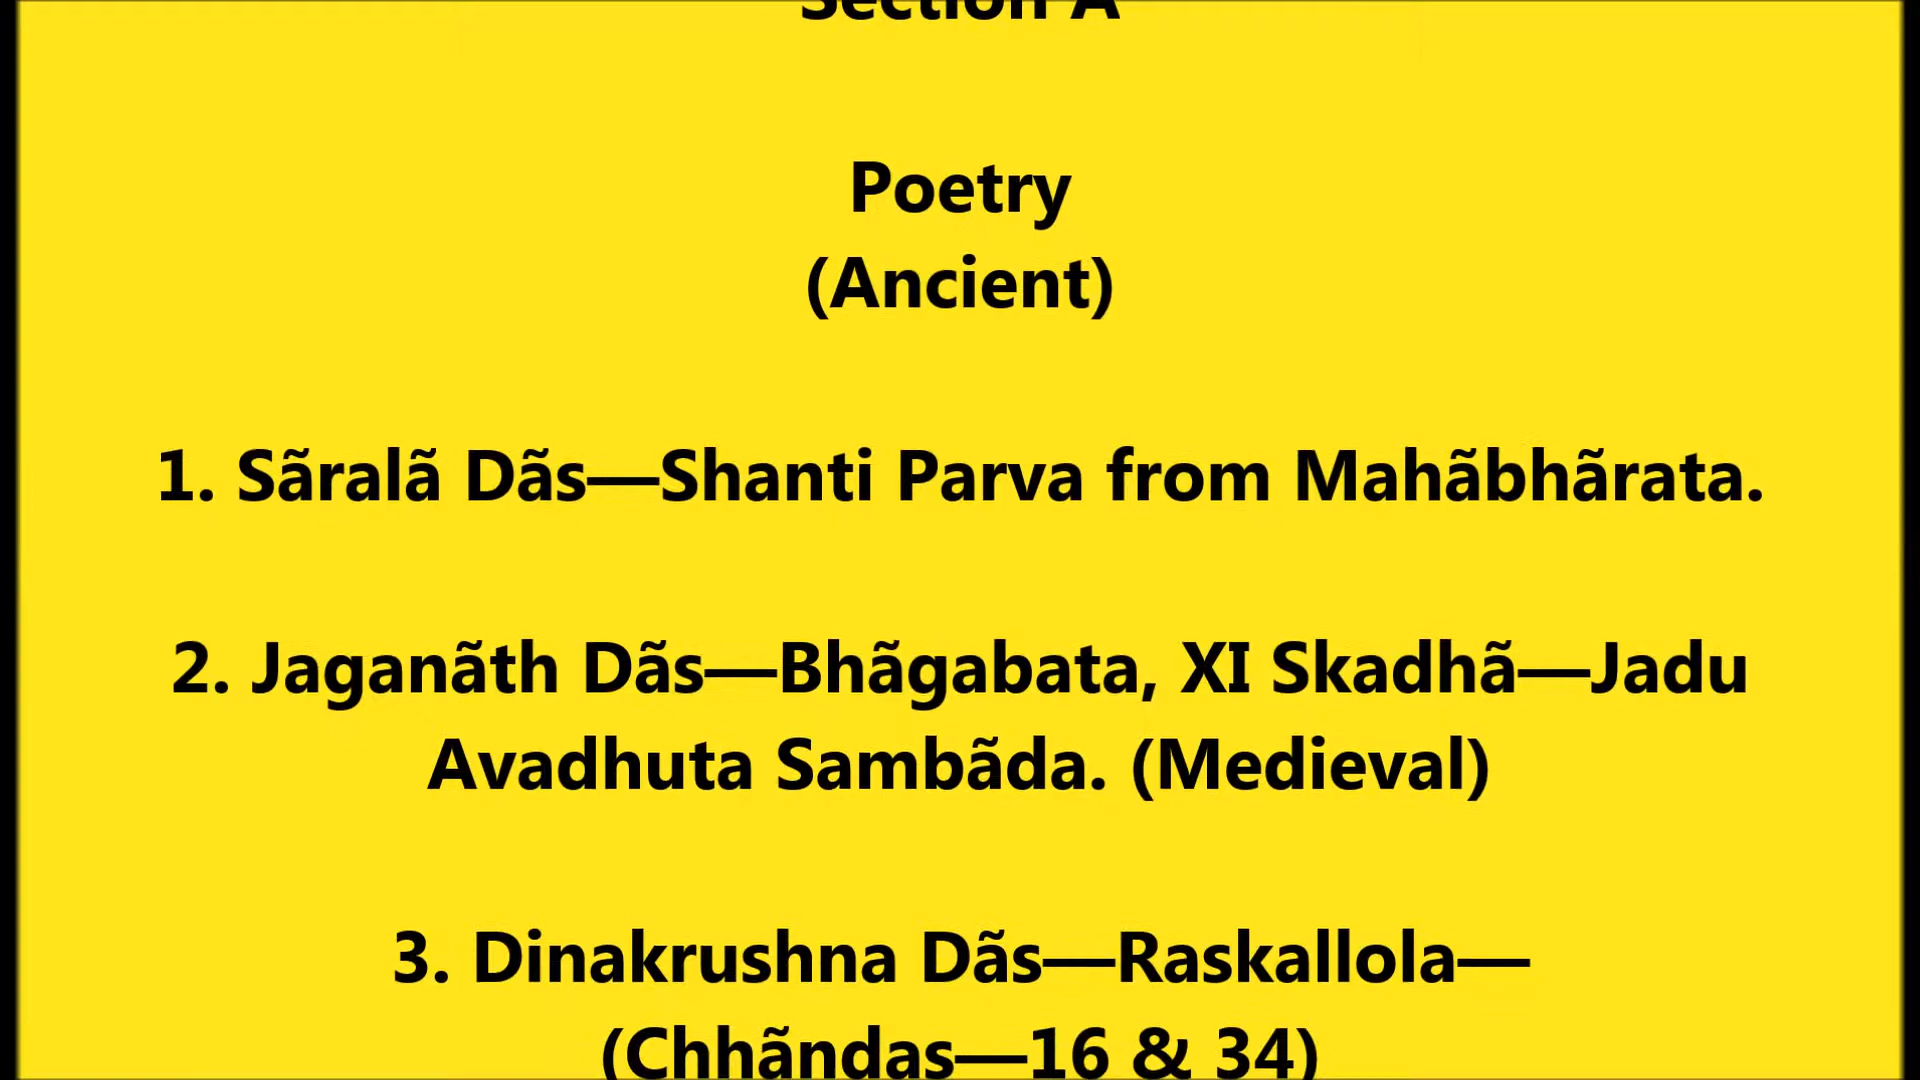 Section A
Poetry
(Ancient)
1. Sãralã Dãs—Shanti Parva from Mahãbhãrata.
2. Jaganãth Dãs—Bhãgabata, XI Skadhã—Jadu
Avadhuta Sambãda. (Medieval)
3. Dinakrushna Dãs—Raskallola—
(Chhãndas—16 & 34)